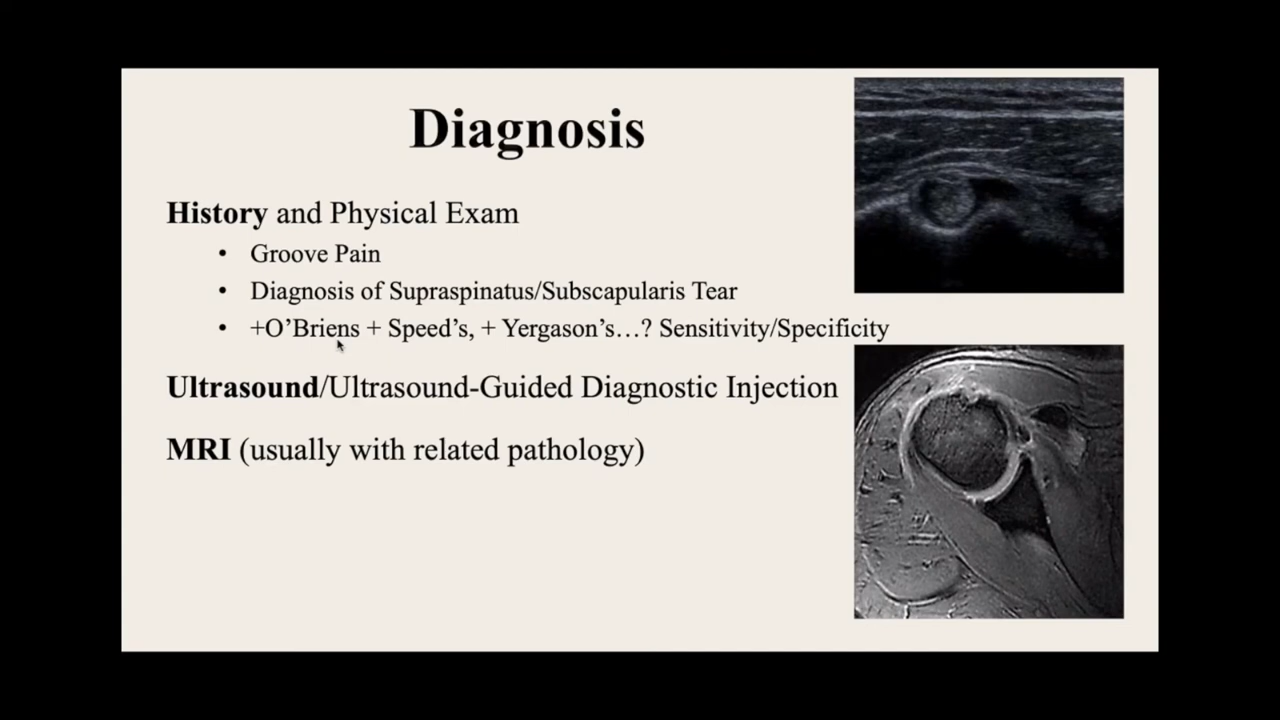 Diagnosis
History and Physical Exam
• Groove Pain
• Diagnosis of Supraspinatus/Subscapularis Tear
• +O’Briens + Speed’s, + Yergason’s…? Sensitivity/Specificity
Ultrasound/Ultrasound-Guided Diagnostic Injection
MRI (usually with related pathology)